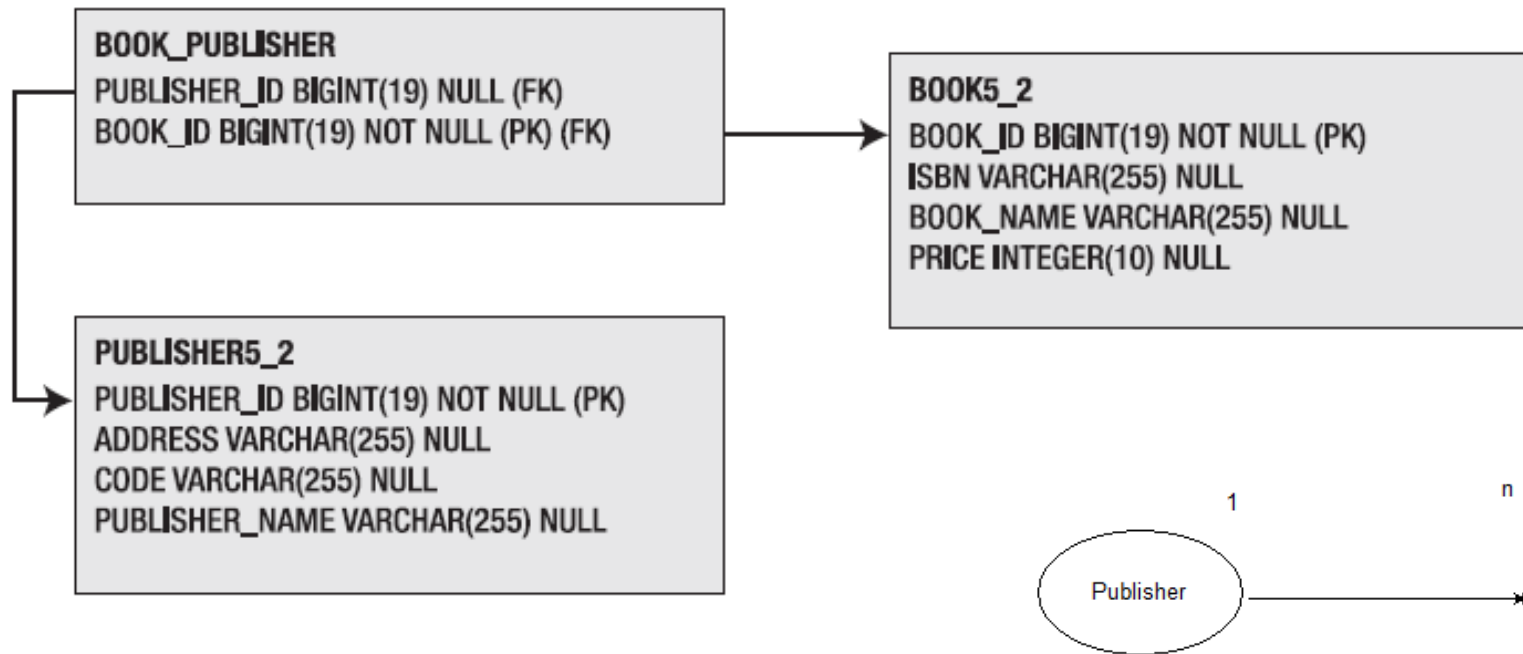 BOOK_PUBLISHER
PUBLISHER_ID BIGINT(19) NULL (FK)
BOOK_ID BIGINT(19) NOT NULL (PK) (FK)
BOOK5_2
BOOK_ID BIGINT(19) NOT NULL (PK)
ISBN VARCHAR(255) NULL
BOOK_NAME VARCHAR(255) NULL
PRICE INTEGER(10) NULL
PUBLISHER5_2
PUBLISHER_ID BIGINT(19) NOT NULL (PK)
ADDRESS VARCHAR(255) NULL
CODE VARCHAR(255) NULL
PUBLISHER_NAME VARCHAR(255) NULL
1
n
Publisher